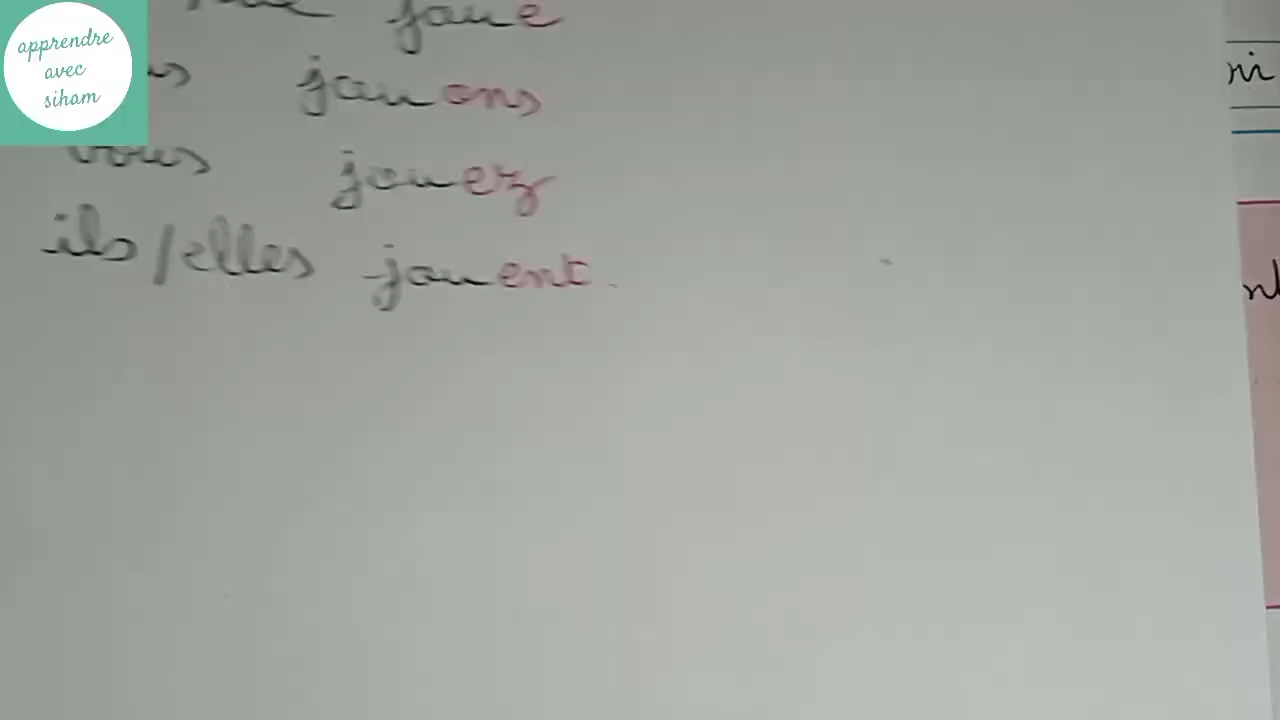 apprendre
avec
siham
joue
jouons
vous jouez
ils/elles jouent.